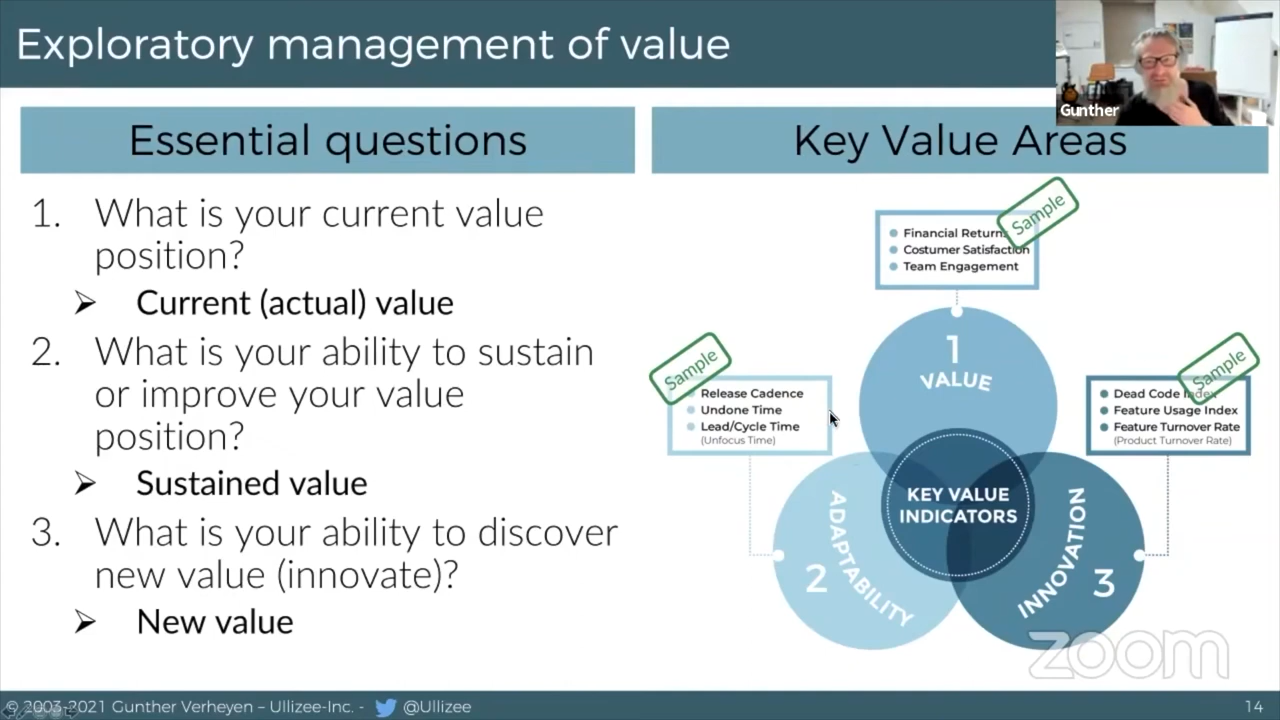 Exploratory management of value
Gunther
Essential questions
1. What is your current value
position?
➢ Current (actual) value
2. What is your ability to sustain
or improve your value
position?
➢ Sustained value
3. What is your ability to discover
new value (innovate)?
➢ New value
Key Value Areas
Sample
Financial Return
Costumer Satisfaction
Team Engagement
1
VALUE
Sample
Release Cadence
Undone Time
Lead/Cycle Time
(Unfocus Time)
Sample
Dead Code Index
Feature Usage Index
Feature Turnover Rate
(Product Turnover Rate)
KEY VALUE
INDICATORS
2
ADAPTABILITY
INNOVATION
3
zoom
© 2003-2021 Gunther Verheyen – Ullizee-Inc. - @Ullizee
14